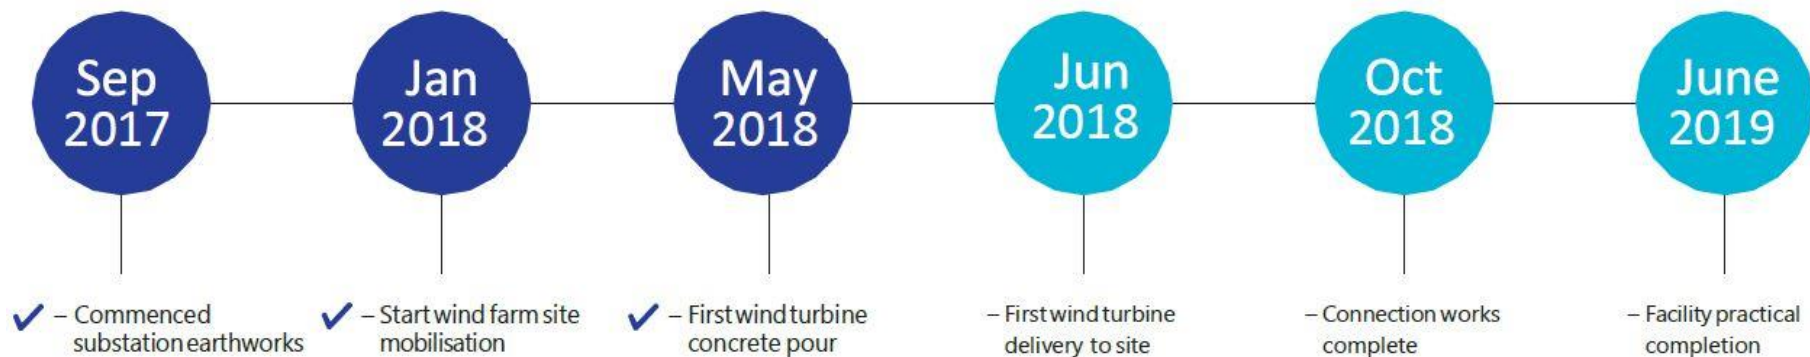 Sep
2017
Jan
2018
May
2018
Jun
2018
Oct
2018
June
2019
– Commenced
substation earthworks
– Start wind farm site
mobilisation
– First wind turbine
concrete pour
– First wind turbine
delivery to site
– Connection works
complete
– Facility practical
completion